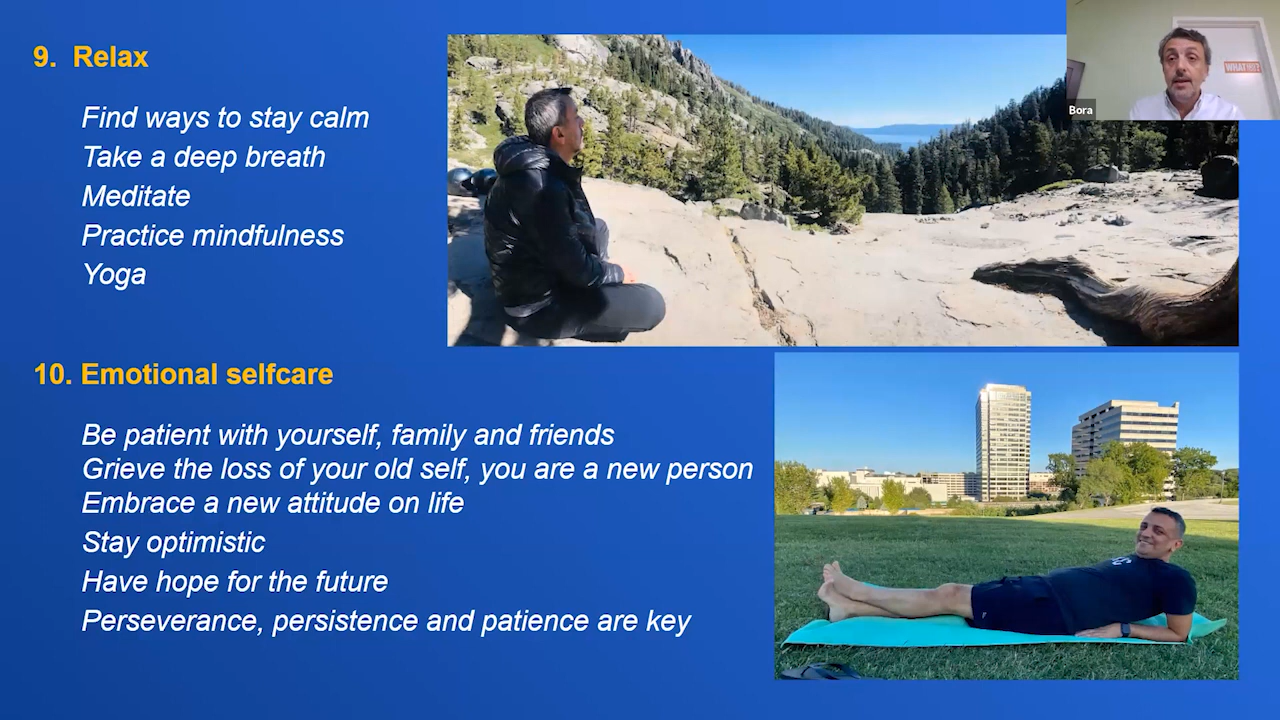 9. Relax
Find ways to stay calm
Take a deep breath
Meditate
Practice mindfulness
Yoga
Bora
10. Emotional selfcare
Be patient with yourself, family and friends
Grieve the loss of your old self, you are a new person
Embrace a new attitude on life
Stay optimistic
Have hope for the future
Perseverance, persistence and patience are key